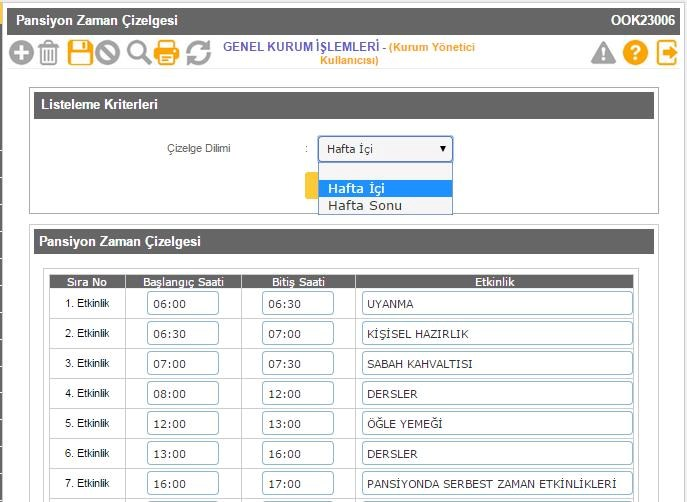 Pansiyon Zaman Çizelgesi OOK23006
GENEL KURUM İŞLEMLERİ - (Kurum Yönetici
Kullanıcısı)
Listeleme Kriterleri
Çizelge Dilimi : Hafta İçi
Hafta İçi
Hafta Sonu
Pansiyon Zaman Çizelgesi
Sıra No Başlangıç Saati Bitiş Saati Etkinlik
1. Etkinlik 06:00 06:30 UYANMA
2. Etkinlik 06:30 07:00 KİŞİSEL HAZIRLIK
3. Etkinlik 07:00 07:30 SABAH KAHVALTISI
4. Etkinlik 08:00 12:00 DERSLER
5. Etkinlik 12:00 13:00 ÖĞLE YEMEĞİ
6. Etkinlik 13:00 16:00 DERSLER
7. Etkinlik 16:00 17:00 PANSİYONDA SERBEST ZAMAN ETKİNLİKLERİ